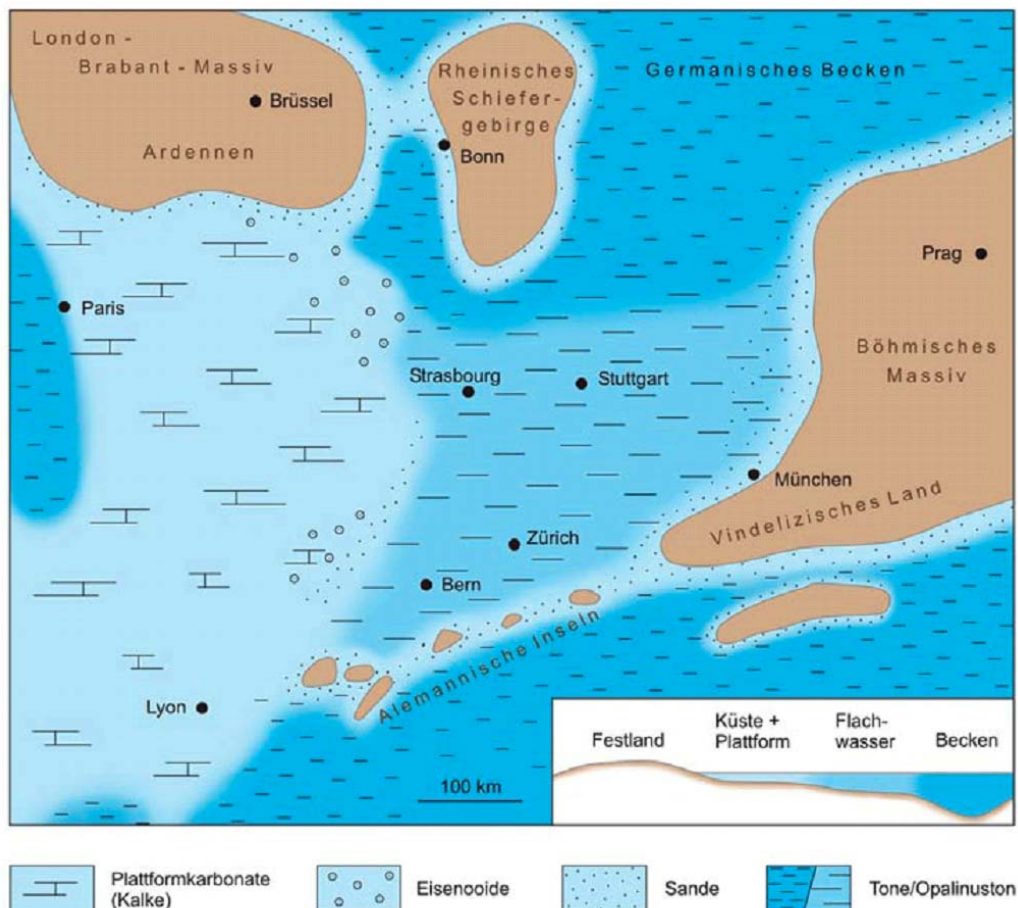 London -
Brabant - Massiv
Brüssel
Ardennen
Rheinisches
Schiefer-
gebirge
Bonn
Germanisches Becken
Prag
Paris
Böhmisches
Massiv
Strasbourg
Stuttgart
München
Vindelizisches Land
Zürich
Bern
Alemannische Inseln
Lyon
100 km
Festland
Küste +
Plattform
Flach-
wasser
Becken
Plattformkarbonate
(Kalke)
Eisenooide
Sande
Tone/Opalinuston